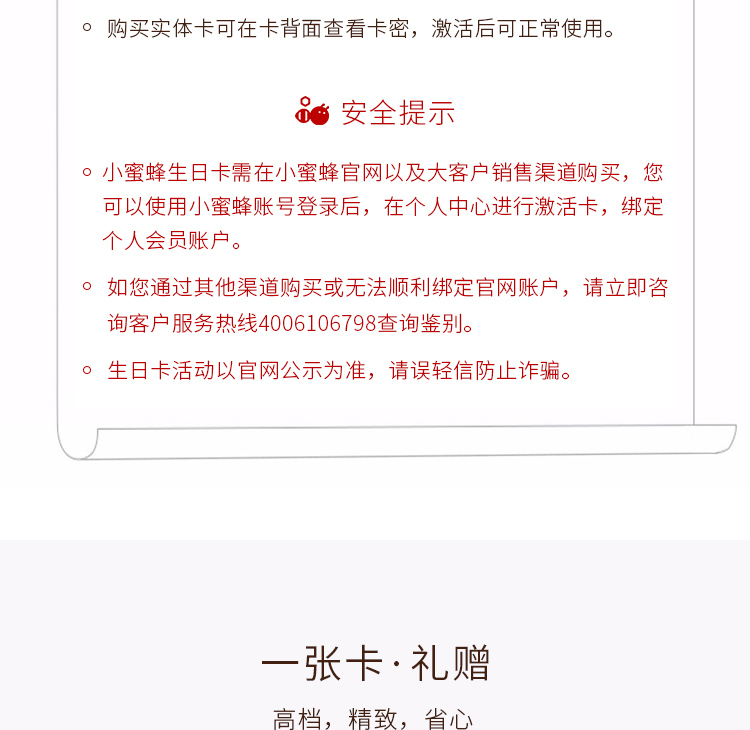 购买实体卡可在卡背面查看卡密，激活后可正常使用。
安全提示
小蜜蜂生日卡需在小蜜蜂官网以及大客户销售渠道购买，您
可以使用小蜜蜂账号登录后，在个人中心进行激活卡，绑定
个人会员账户。
如您通过其他渠道购买或无法顺利绑定官网账户，请立即咨
询客户服务热线4006106798查询鉴别。
生日卡活动以官网公示为准，请误轻信防止诈骗。
一张卡·礼赠
高档，精致，省心